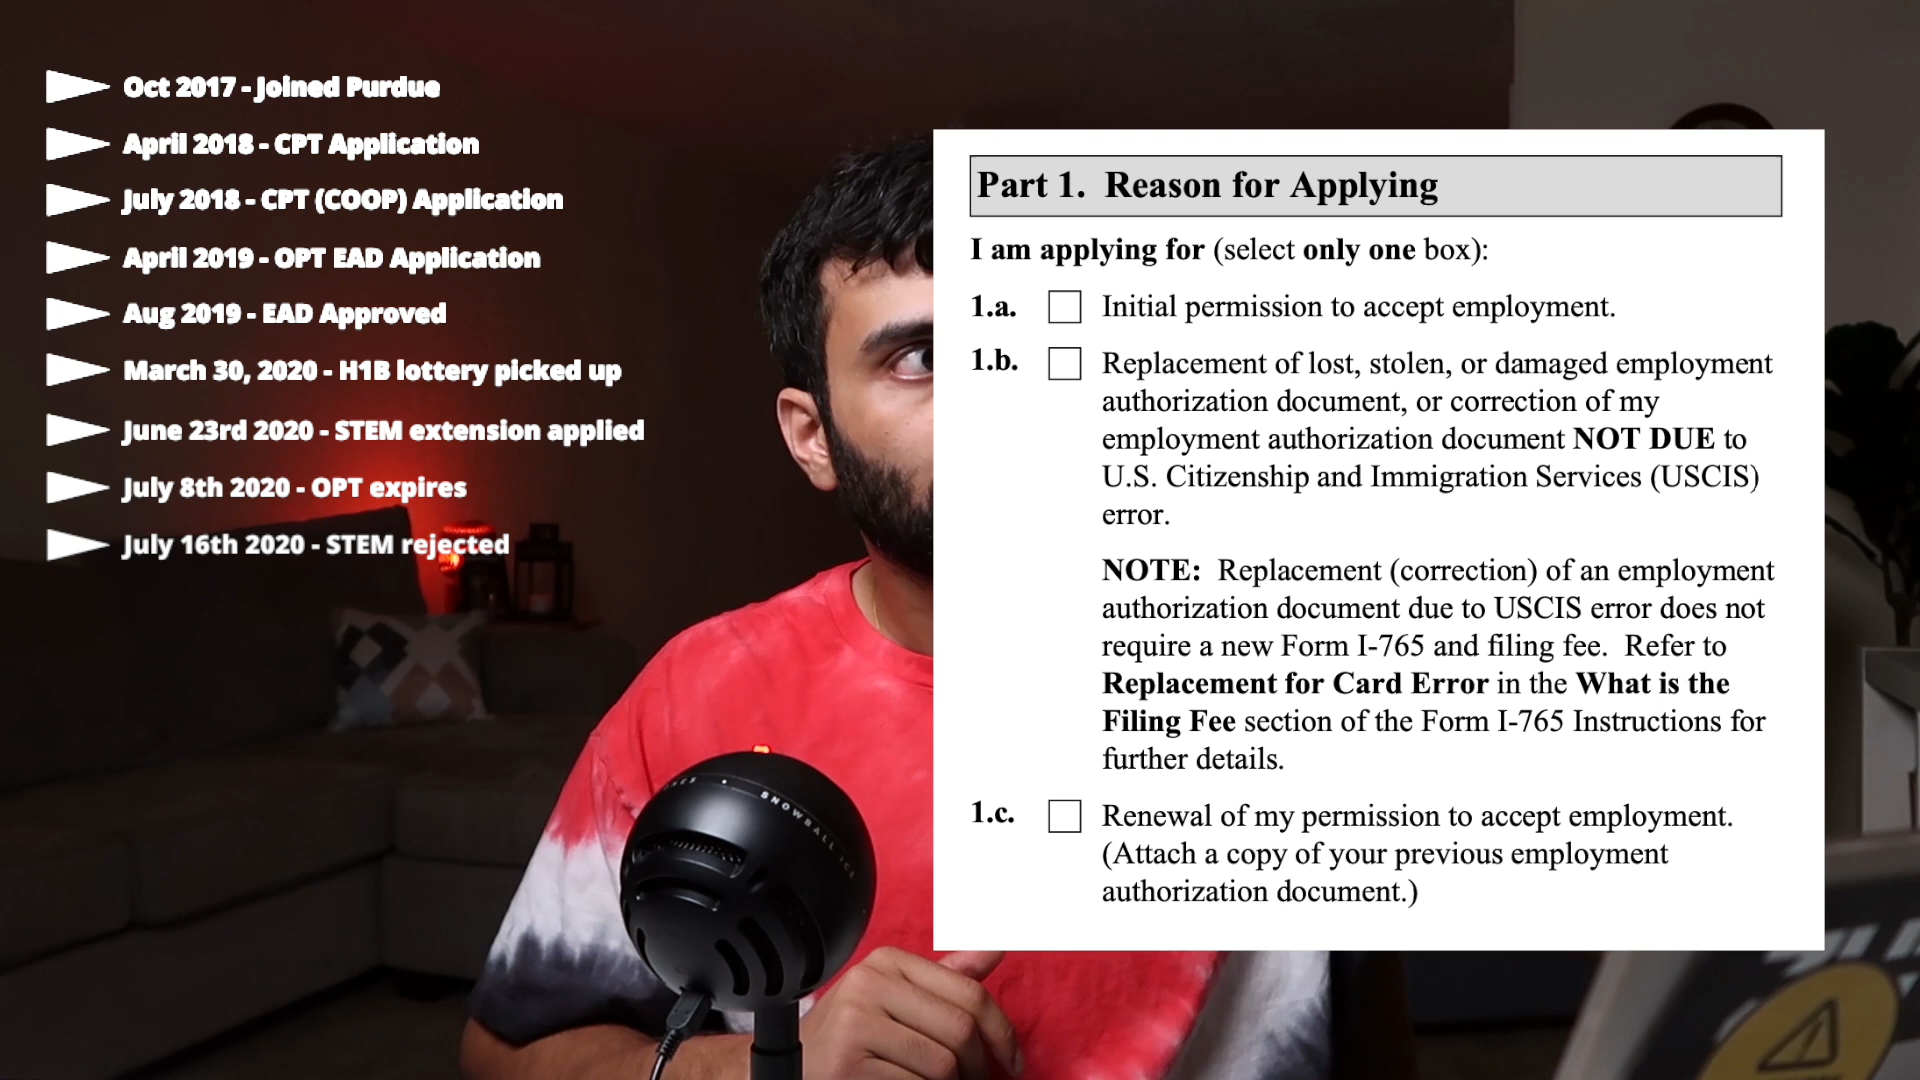 Oct 2017 - Joined Purdue
April 2018 - CPT Application
July 2018 - CPT (COOP) Application
April 2019 - OPT EAD Application
Aug 2019 - EAD Approved
March 30, 2020 - H1B lottery picked up
June 23rd 2020 - STEM extension applied
July 8th 2020 - OPT expires
July 16th 2020 - STEM rejected
Part 1. Reason for Applying
I am applying for (select only one box):
1.a. Initial permission to accept employment.
1.b. Replacement of lost, stolen, or damaged employment
authorization document, or correction of my
employment authorization document NOT DUE to
U.S. Citizenship and Immigration Services (USCIS)
error.
NOTE: Replacement (correction) of an employment
authorization document due to USCIS error does not
require a new Form I-765 and filing fee. Refer to
Replacement for Card Error in the What is the
Filing Fee section of the Form I-765 Instructions for
further details.
1.c. Renewal of my permission to accept employment.
(Attach a copy of your previous employment
authorization document.)
SNOWBALL ICE